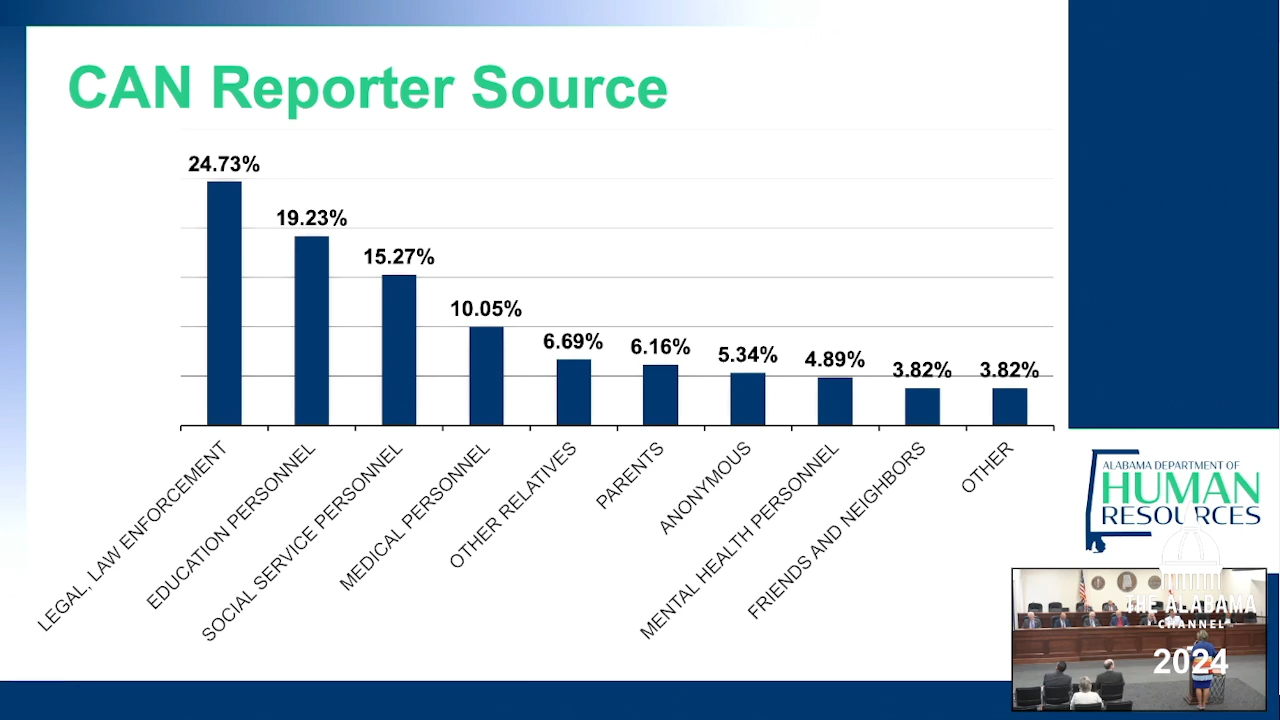 CAN Reporter Source
24.73%
19.23%
15.27%
10.05%
6.69%
6.16%
5.34%
4.89%
3.82%
3.82%
LEGAL, LAW ENFORCEMENT
EDUCATION PERSONNEL
SOCIAL SERVICE PERSONNEL
MEDICAL PERSONNEL
OTHER RELATIVES
PARENTS
ANONYMOUS
MENTAL HEALTH PERSONNEL
FRIENDS AND NEIGHBORS
OTHER
ALABAMA DEPARTMENT OF
HUMAN
RESOURCES
THE ALABAMA
CHANNEL
2024